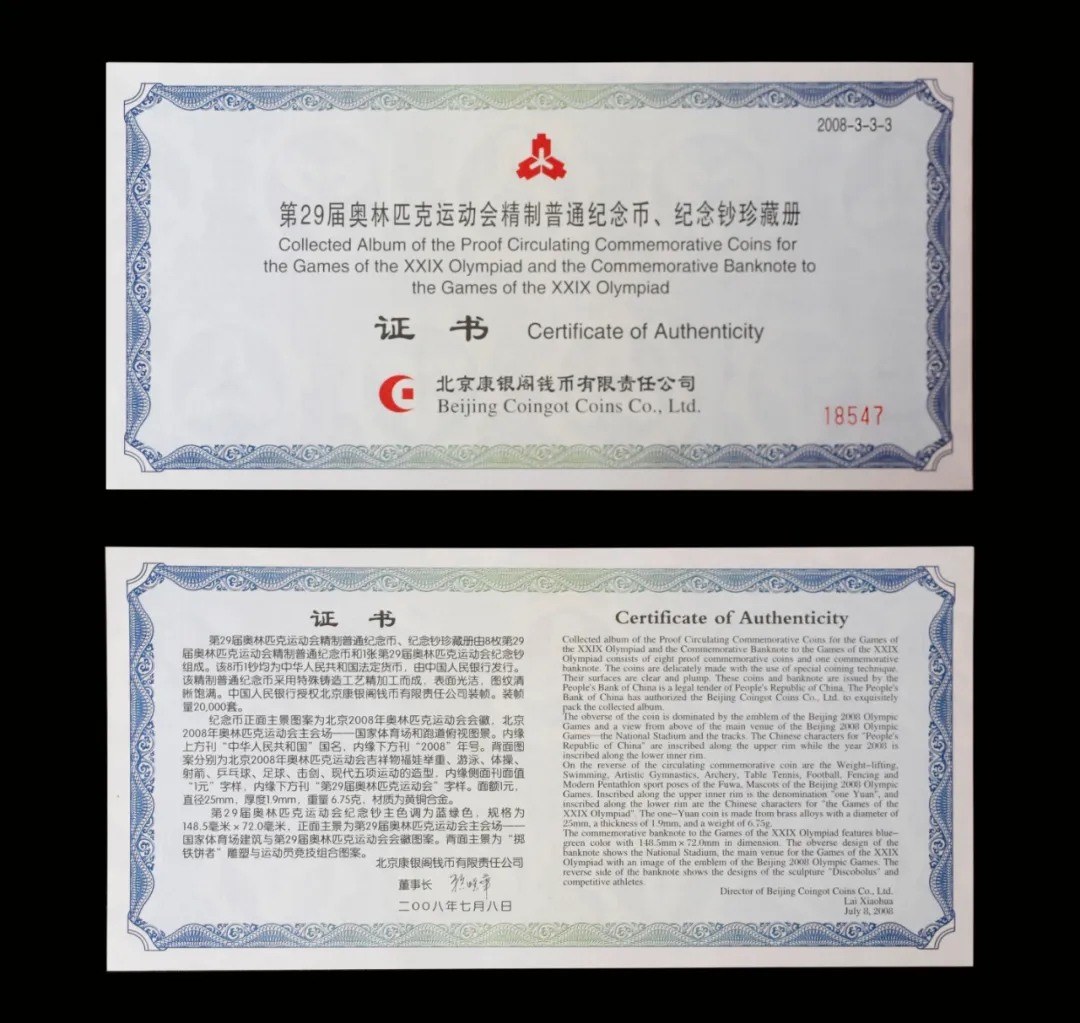 2008-3-3-3
第29届奥林匹克运动会精制普通纪念币、纪念钞珍藏册
Collected Album of the Proof Circulating Commemorative Coins for
the Games of the XXIX Olympiad and the Commemorative Banknote to
the Games of the XXIX Olympiad
证 书 Certificate of Authenticity
北京康银阁钱币有限责任公司
Beijing Coingot Coins Co., Ltd.
18547
证 书
第29届奥林匹克运动会精制普通纪念币、纪念钞珍藏册由8枚第29
届奥林匹克运动会精制普通纪念币和1张第29届奥林匹克运动会纪念钞
组成。该8币1钞均为中华人民共和国法定货币，由中国人民银行发行。
该精制普通纪念币采用特殊铸造工艺精加工而成，表面光洁，图纹清
晰饱满。中国人民银行授权北京康银阁钱币有限责任公司装帧。装帧
量20,000套。
纪念币正面主景图案为北京2008年奥林匹克运动会会徽，北京
2008年奥林匹克运动会主会场——国家体育场和跑道俯视图景。内缘
上方刊“中华人民共和国”国名，内缘下方刊“2008”年号。背面图
案分别为北京2008年奥林匹克运动会吉祥物福娃举重、游泳、体操、
射箭、乒乓球、足球、击剑、现代五项运动的造型，内缘侧面刊面值
“1元”字样，内缘下方刊“第29届奥林匹克运动会”字样。面额1元，
直径25mm，厚度1.9mm，重量 6.75克，材质为黄铜合金。
第29届奥林匹克运动会纪念钞主色调为蓝绿色，规格为
148.5毫米×72.0毫米，正面主景为第29届奥林匹克运动会主会场——
国家体育场建筑与第29届奥林匹克运动会会徽图案。背面主景为“掷
铁饼者”雕塑与运动员竞技组合图案。
北京康银阁钱币有限责任公司
董事长
二〇〇八年七月八日
Certificate of Authenticity
Collected album of the Proof Circulating Commemorative Coins for the Games of
the XXIX Olympiad and the Commemorative Banknote to the Games of the XXIX
Olympiad consists of eight proof commemorative coins and one commemorative
banknote. The coins are delicately made with the use of special coining technique.
Their surfaces are clear and plump. These coins and banknote are issued by the
People's Bank of China is a legal tender of People's Republic of China. The People's
Bank of China has authorized the Beijing Coingot Coins Co., Ltd. to exquisitely
pack the collected album.
The obverse of the coin is dominated by the emblem of the Beijing 2008 Olympic
Games and a view from above of the main venue of the Beijing 2008 Olympic
Games—the National Stadium and the tracks. The Chinese characters for "People's
Republic of China" are inscribed along the upper rim while the year 2008 is
inscribed along the lower inner rim.
On the reverse of the circulating commemorative coin are the Weight-lifting,
Swimming, Artistic Gymnastics, Archery, Table Tennis, Football, Fencing and
Modern Pentathlon sport poses of the Fuwa, Mascots of the Beijing 2008 Olympic
Games. Inscribed along the upper inner rim is the denomination "one Yuan", and
inscribed along the lower rim are the Chinese characters for "the Games of the
XXIX Olympiad". The one-Yuan coin is made from brass alloys with a diameter of
25mm, a thickness of 1.9mm, and a weight of 6.75g.
The commemorative banknote to the Games of the XXIX Olympiad features blue-
green color with 148.5mm×72.0mm in dimension. The obverse design of the
banknote shows the National Stadium, the main venue for the Games of the XXIX
Olympiad with an image of the emblem of the Beijing 2008 Olympic Games. The
reverse side of the banknote shows the designs of the sculpture "Discobolus" and
competitive athletes.
Director of Beijing Coingot Coins Co., Ltd.
Lai Xiaohua
July 8, 2008